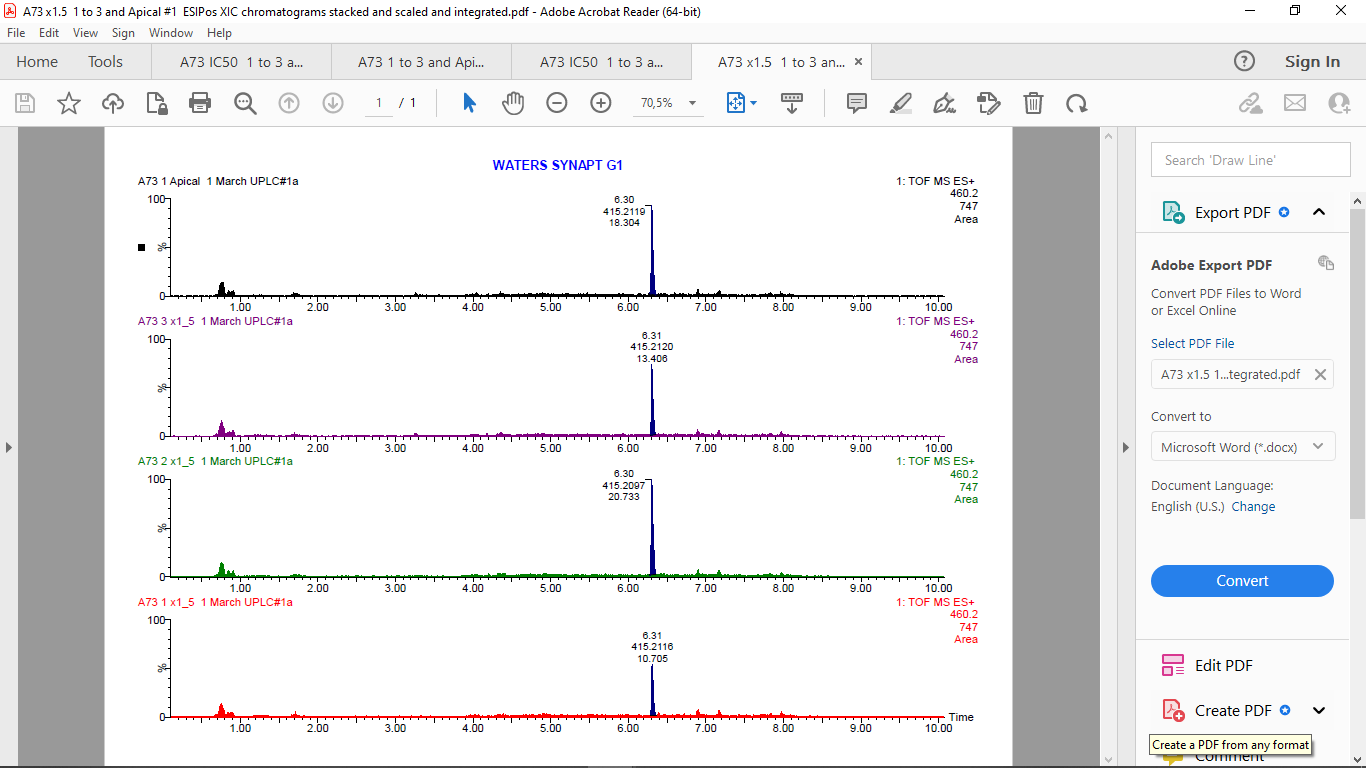 A73 x1.5  1 to 3 and Apical #1  ESIPos XIC chromatograms stacked and scaled and integrated.pdf - Adobe Acrobat Reader (64-bit)
File Edit View Sign Window Help
Home Tools A73 IC50  1 to 3 a... A73 1 to 3 and Api... A73 IC50  1 to 3 a... A73 x1.5  1 to 3 an... Sign In
1 / 1 70,5%
WATERS SYNAPT G1
A73 1 Apical  1 March UPLC#1a
1: TOF MS ES+
460.2
747
Area
6.30
415.2119
18.304
100
%
0
1.00 2.00 3.00 4.00 5.00 6.00 7.00 8.00 9.00 10.00
A73 3 x1_5  1 March UPLC#1a
1: TOF MS ES+
460.2
747
Area
6.31
415.2120
13.406
100
%
0
1.00 2.00 3.00 4.00 5.00 6.00 7.00 8.00 9.00 10.00
A73 2 x1_5  1 March UPLC#1a
1: TOF MS ES+
460.2
747
Area
6.30
415.2097
20.733
100
%
0
1.00 2.00 3.00 4.00 5.00 6.00 7.00 8.00 9.00 10.00
A73 1 x1_5  1 March UPLC#1a
1: TOF MS ES+
460.2
747
Area
6.31
415.2116
10.705
100
%
0
Time
1.00 2.00 3.00 4.00 5.00 6.00 7.00 8.00 9.00 10.00
Search 'Draw Line'
Export PDF
Adobe Export PDF
Convert PDF Files to Word
or Excel Online
Select PDF File
A73 x1.5 1...tegrated.pdf
Convert to
Microsoft Word (*.docx)
Document Language:
English (U.S.) Change
Convert
Edit PDF
Create PDF
Create a PDF from any format
Comment